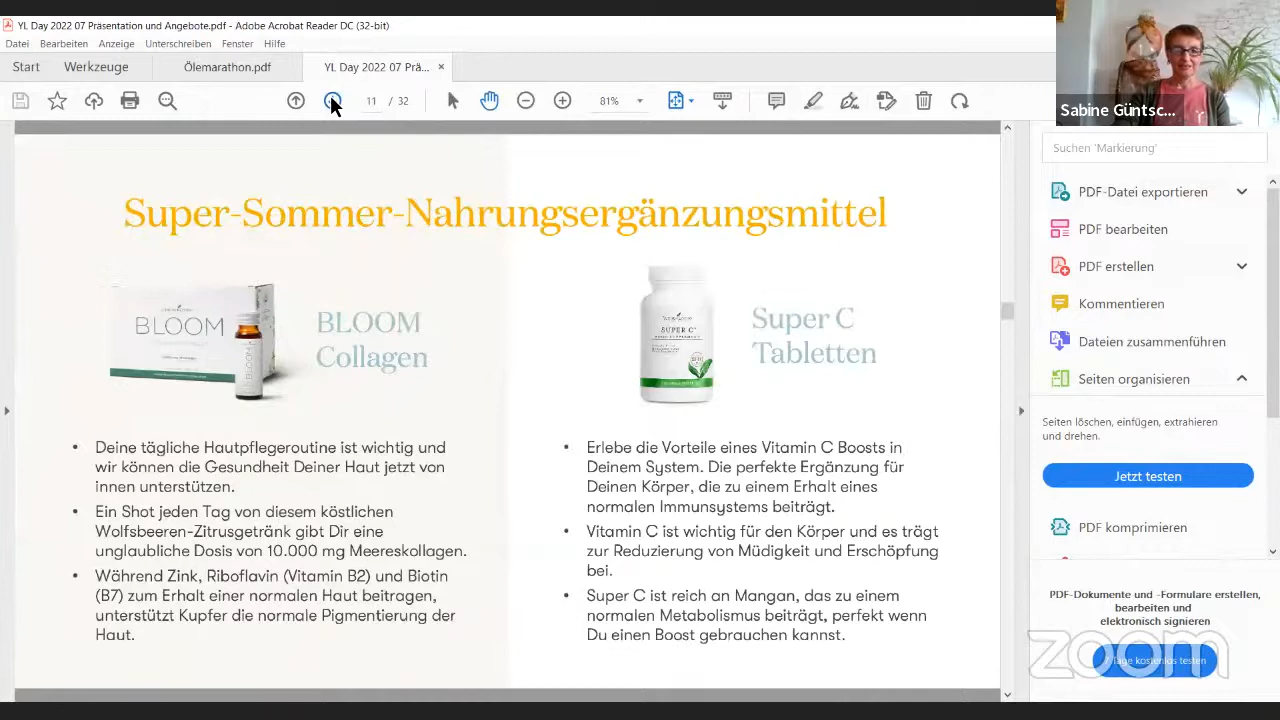 YL Day 2022 07 Präsentation und Angebote.pdf - Adobe Acrobat Reader DC (32-bit)
Datei Bearbeiten Anzeige Unterschreiben Fenster Hilfe
Start Werkzeuge Ölemarathon.pdf YL Day 2022 07 Prä... ×
11 / 32 81%
Sabine Güntsc...
Suchen 'Markierung'
PDF-Datei exportieren
PDF bearbeiten
PDF erstellen
Kommentieren
Dateien zusammenführen
Seiten organisieren
Seiten löschen, einfügen, extrahieren
und drehen.
Jetzt testen
PDF komprimieren
PDF-Dokumente und -Formulare erstellen,
bearbeiten und
elektronisch signieren
7 Tage kostenlos testen
zoom
Super-Sommer-Nahrungsergänzungsmittel
BLOOM
BLOOM
BLOOM
Collagen
• Deine tägliche Hautpflegeroutine ist wichtig und
wir können die Gesundheit Deiner Haut jetzt von
innen unterstützen.
• Ein Shot jeden Tag von diesem köstlichen
Wolfsbeeren-Zitrusgetränk gibt Dir eine
unglaubliche Dosis von 10.000 mg Meereskollagen.
• Während Zink, Riboflavin (Vitamin B2) und Biotin
(B7) zum Erhalt einer normalen Haut beitragen,
unterstützt Kupfer die normale Pigmentierung der
Haut.
SUPER C
Super C
Tabletten
• Erlebe die Vorteile eines Vitamin C Boosts in
Deinem System. Die perfekte Ergänzung für
Deinen Körper, die zu einem Erhalt eines
normalen Immunsystems beiträgt.
• Vitamin C ist wichtig für den Körper und es trägt
zur Reduzierung von Müdigkeit und Erschöpfung
bei.
• Super C ist reich an Mangan, das zu einem
normalen Metabolismus beiträgt, perfekt wenn
Du einen Boost gebrauchen kannst.